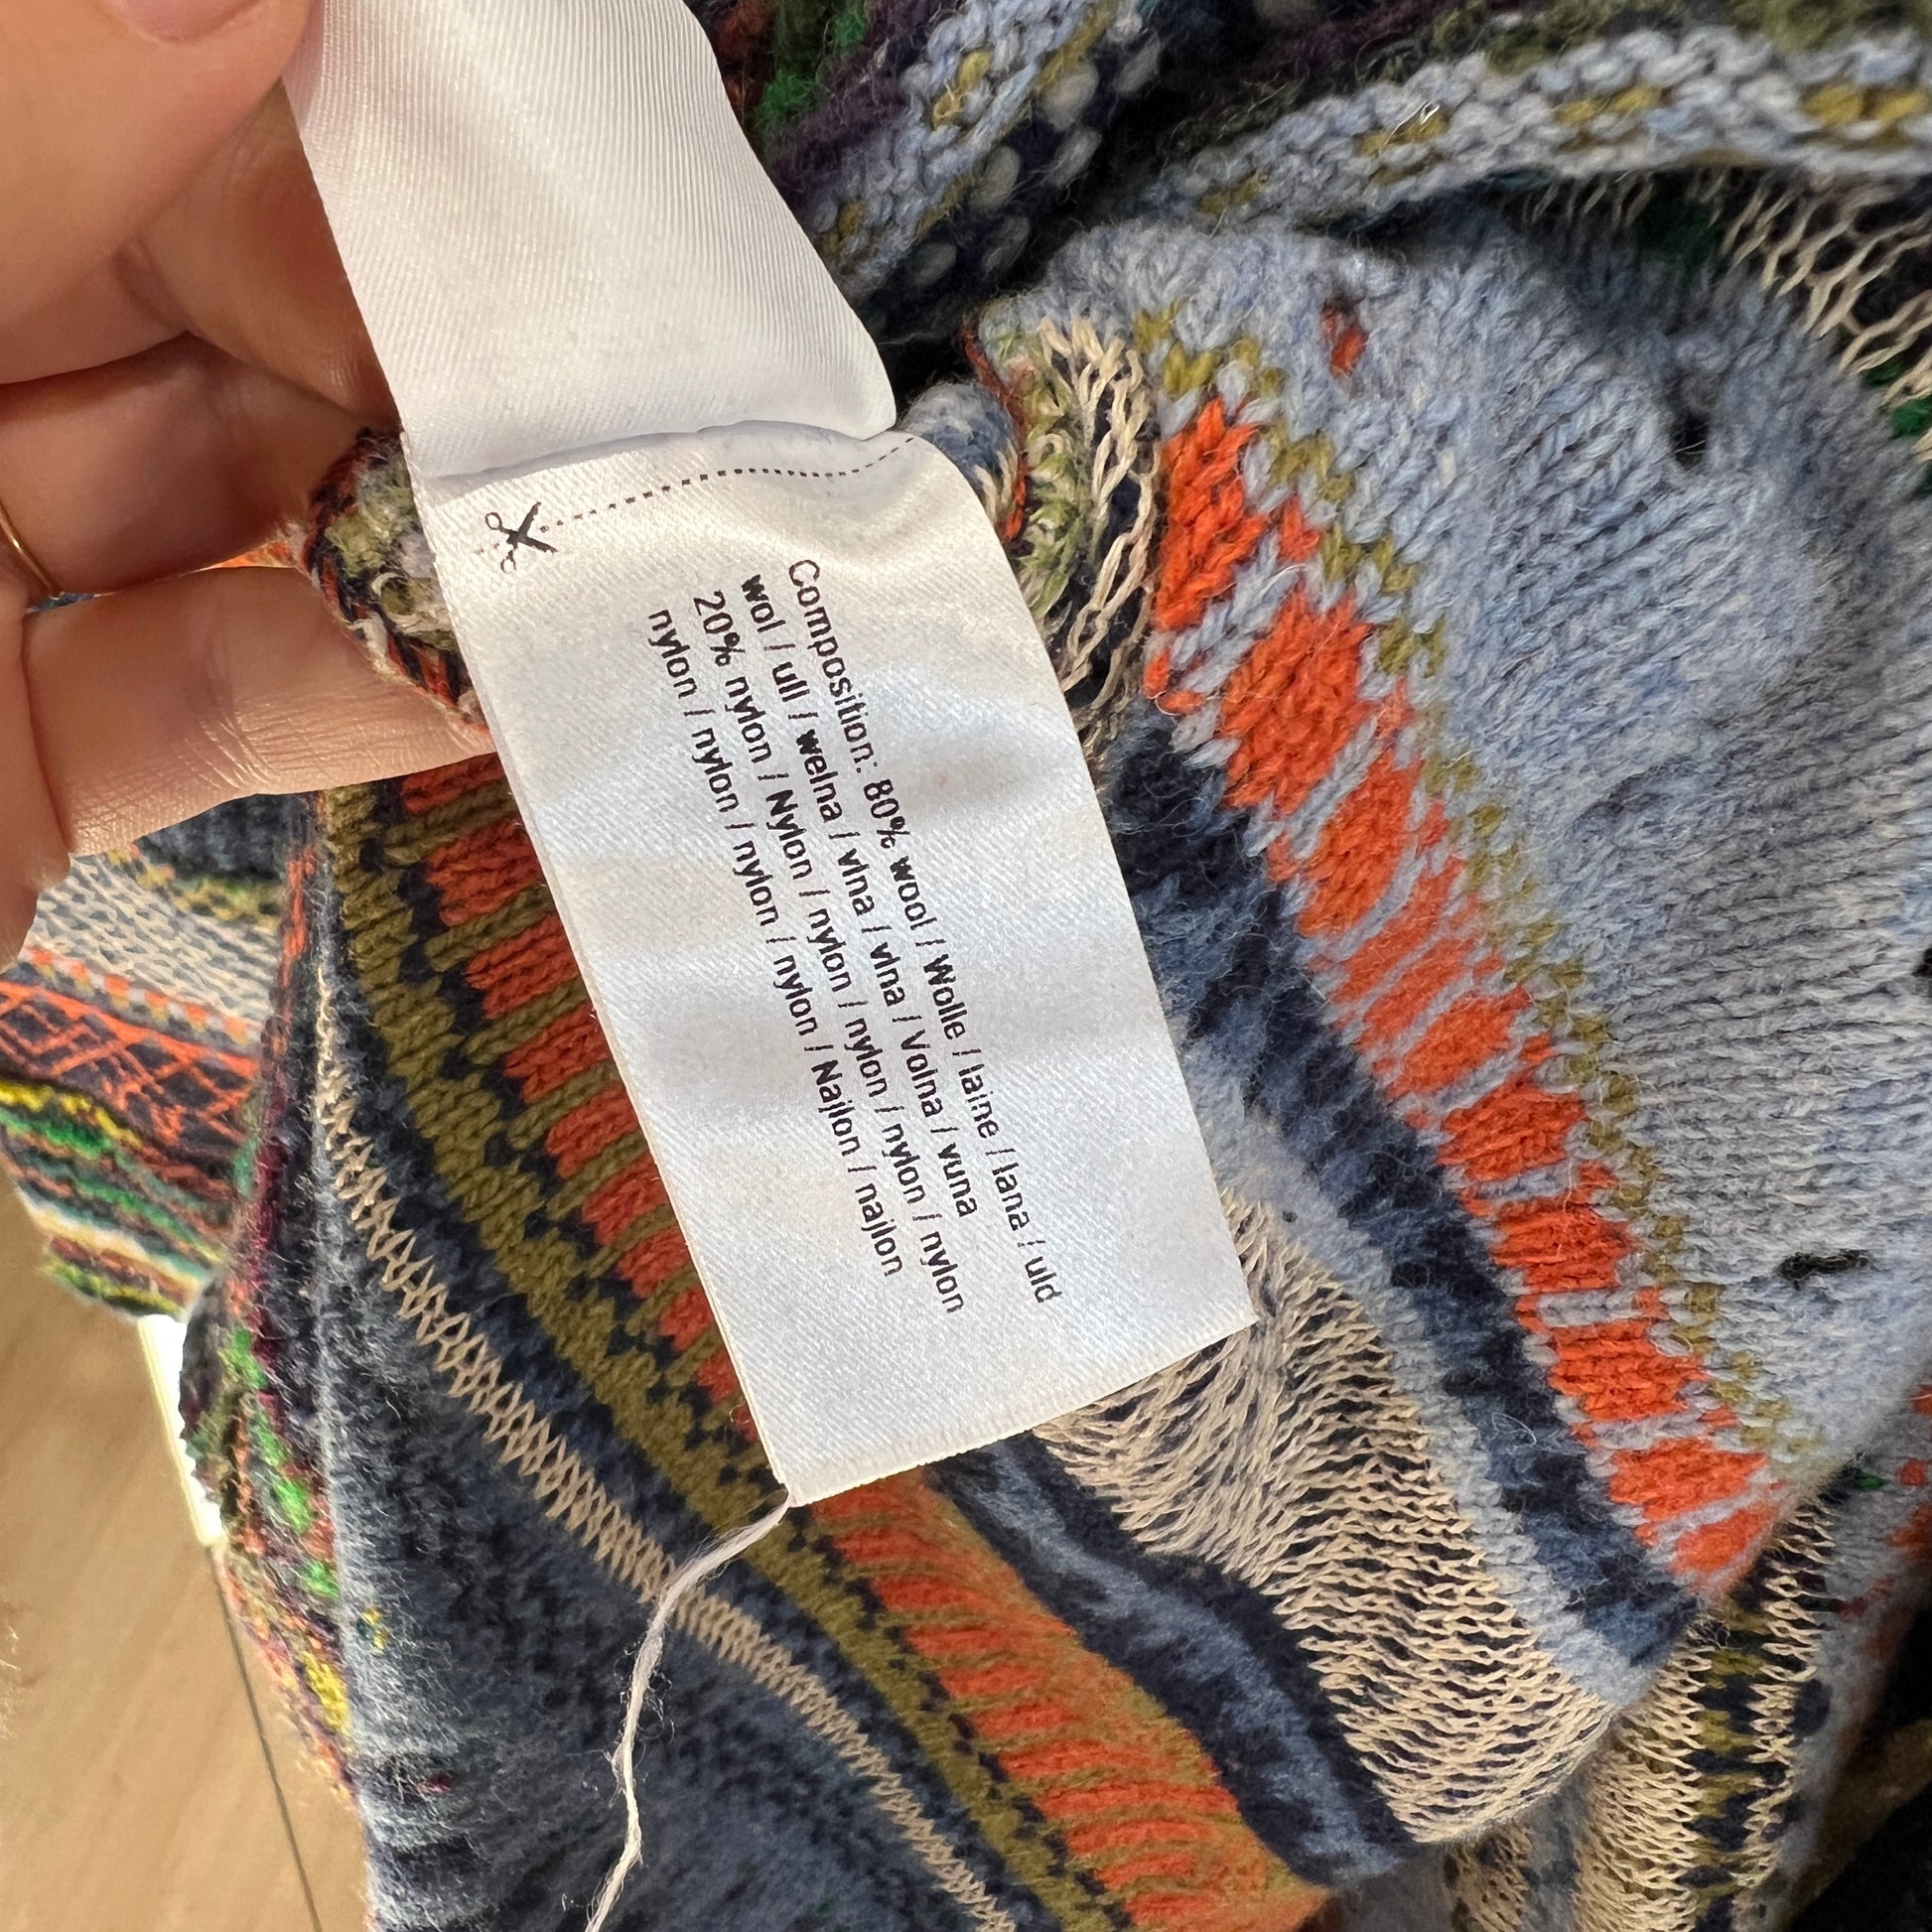 Composition: 80% wool / Wolle / laine / lana / uld
wol / ull / wełna / vlna / vlna / Volna / vuna
20% nylon / Nylon / nylon / nylon / nylon / nylon
nylon / nylon / nylon / nylon / Najlon / najlon